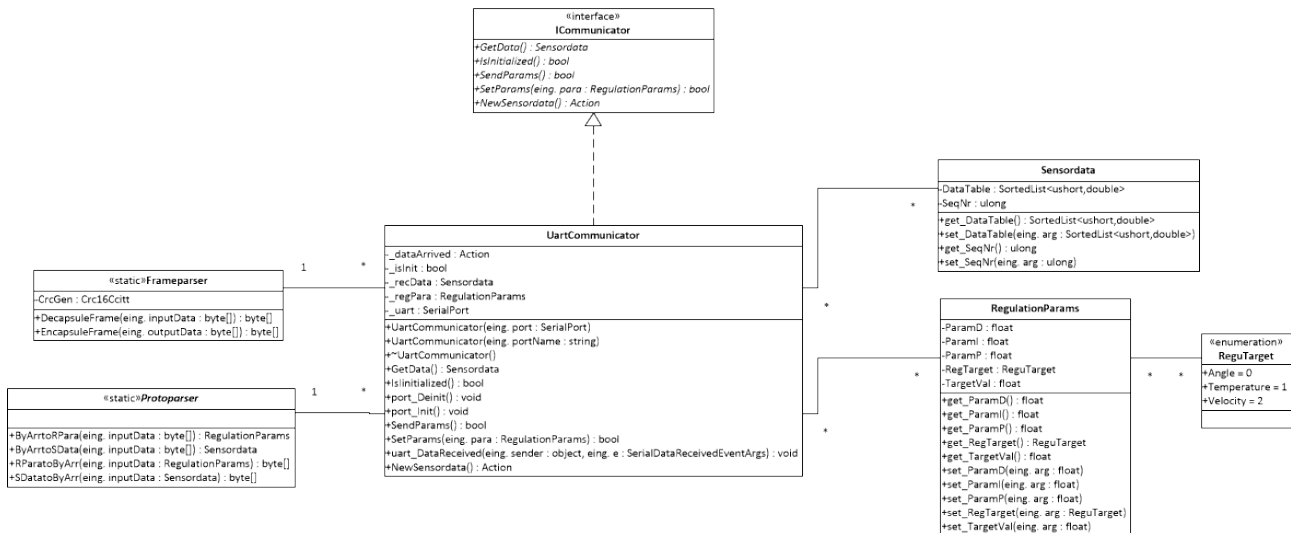 «interface»
ICommunicator
+GetData() : Sensordata
+IsInitialized() : bool
+SendParams() : bool
+SetParams(eing. para : RegulationParams) : bool
+NewSensordata() : Action
«static»Frameparser
-CrcGen : Crc16Ccitt
+DecapsuleFrame(eing. inputData : byte[]) : byte[]
+EncapsuleFrame(eing. outputData : byte[]) : byte[]
1
*
«static»Protoparser
+ByArrtoRPara(eing. inputData : byte[]) : RegulationParams
+ByArrtoSData(eing. inputData : byte[]) : Sensordata
+RParatoByArr(eing. inputData : RegulationParams) : byte[]
+SDatatoByArr(eing. inputData : Sensordata) : byte[]
1
*
UartCommunicator
-_dataArrived : Action
-_isInit : bool
-_recData : Sensordata
-_regPara : RegulationParams
-_uart : SerialPort
+UartCommunicator(eing. port : SerialPort)
+UartCommunicator(eing. portName : string)
+~UartCommunicator()
+GetData() : Sensordata
+IsInitialized() : bool
+port_Deinit() : void
+port_Init() : void
+SendParams() : bool
+SetParams(eing. para : RegulationParams) : bool
+uart_DataReceived(eing. sender : object, eing. e : SerialDataReceivedEventArgs) : void
+NewSensordata() : Action
*
*
Sensordata
-DataTable : SortedList<ushort,double>
-SeqNr : ulong
+get_DataTable() : SortedList<ushort,double>
+set_DataTable(eing. arg : SortedList<ushort,double>)
+get_SeqNr() : ulong
+set_SeqNr(eing. arg : ulong)
*
*
RegulationParams
-ParamD : float
-ParamI : float
-ParamP : float
-RegTarget : ReguTarget
-TargetVal : float
+get_ParamD() : float
+get_ParamI() : float
+get_ParamP() : float
+get_RegTarget() : ReguTarget
+get_TargetVal() : float
+set_ParamD(eing. arg : float)
+set_ParamI(eing. arg : float)
+set_ParamP(eing. arg : float)
+set_RegTarget(eing. arg : ReguTarget)
+set_TargetVal(eing. arg : float)
*
*
«enumeration»
ReguTarget
+Angle = 0
+Temperature = 1
+Velocity = 2